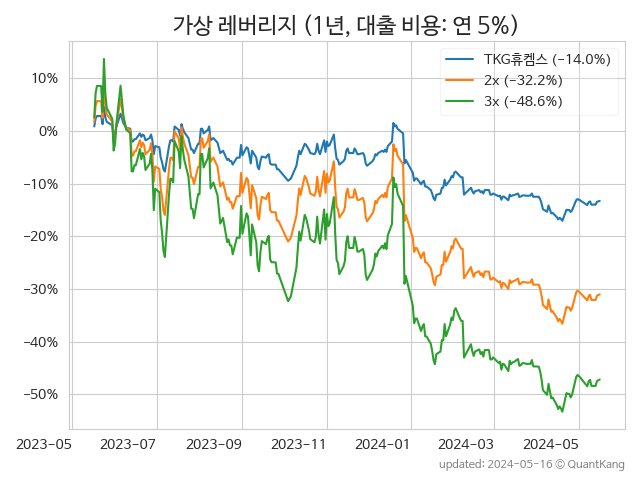 가상 레버리지 (1년, 대출 비용: 연 5%)
TKG휴켐스 (−14.0%)
2x (−32.2%)
3x (−48.6%)
10%
0%
−10%
−20%
−30%
−40%
−50%
2023-05 2023-07 2023-09 2023-11 2024-01 2024-03 2024-05
updated: 2024-05-16 © QuantKang